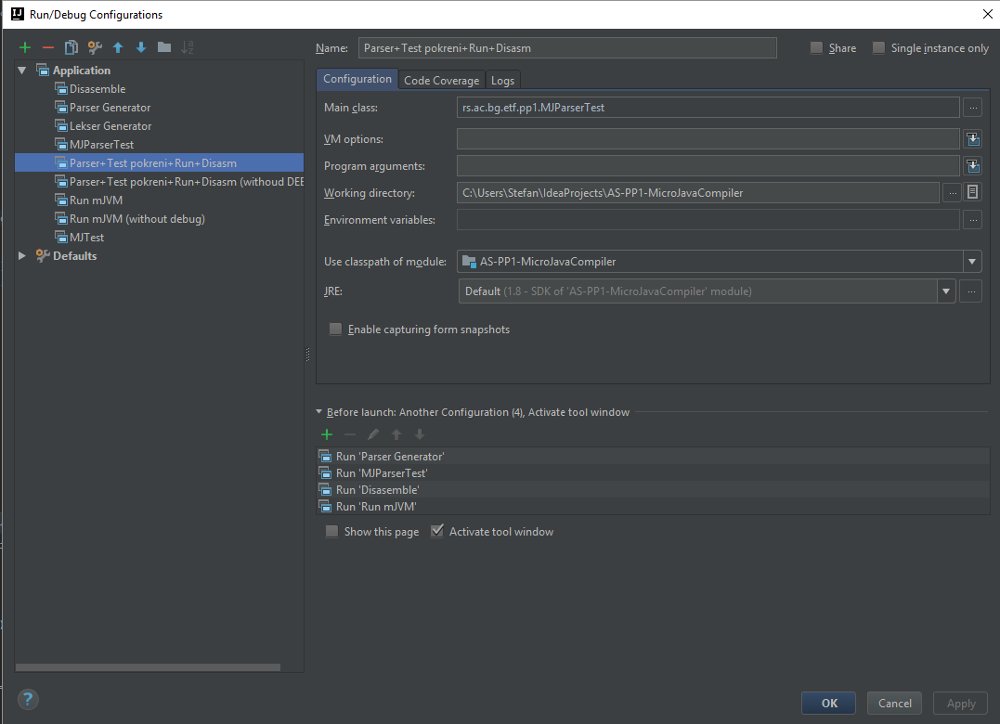 Run/Debug Configurations
Application
Disasemble
Parser Generator
Lekser Generator
MJParserTest
Parser+Test pokreni+Run+Disasm
Parser+Test pokreni+Run+Disasm (withoud DEE
Run mJVM
Run mJVM (without debug)
MJTest
Defaults
Name: Parser+Test pokreni+Run+Disasm Share Single instance only
Configuration Code Coverage Logs
Main class: rs.ac.bg.etf.pp1.MJParserTest ...
VM options:
Program arguments:
Working directory: C:\Users\Stefan\IdeaProjects\AS-PP1-MicroJavaCompiler ...
Environment variables: ...
Use classpath of module: AS-PP1-MicroJavaCompiler
JRE: Default (1.8 - SDK of 'AS-PP1-MicroJavaCompiler' module) ...
Enable capturing form snapshots
Before launch: Another Configuration (4), Activate tool window
Run 'Parser Generator'
Run 'MJParserTest'
Run 'Disasemble'
Run 'Run mJVM'
Show this page Activate tool window
? OK Cancel Apply